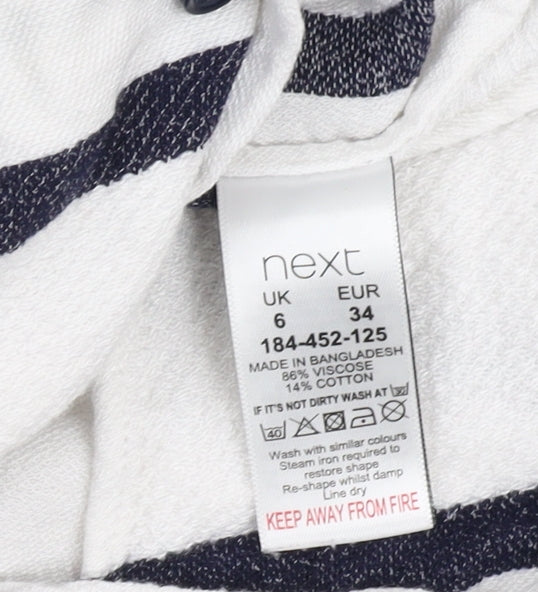 next
UK EUR
6 34
184-452-125
MADE IN BANGLADESH
86% VISCOSE
14% COTTON
IF IT'S NOT DIRTY WASH AT
40
Wash with similar colours
Steam iron required to
restore shape
Re-shape whilst damp
Line dry
KEEP AWAY FROM FIRE